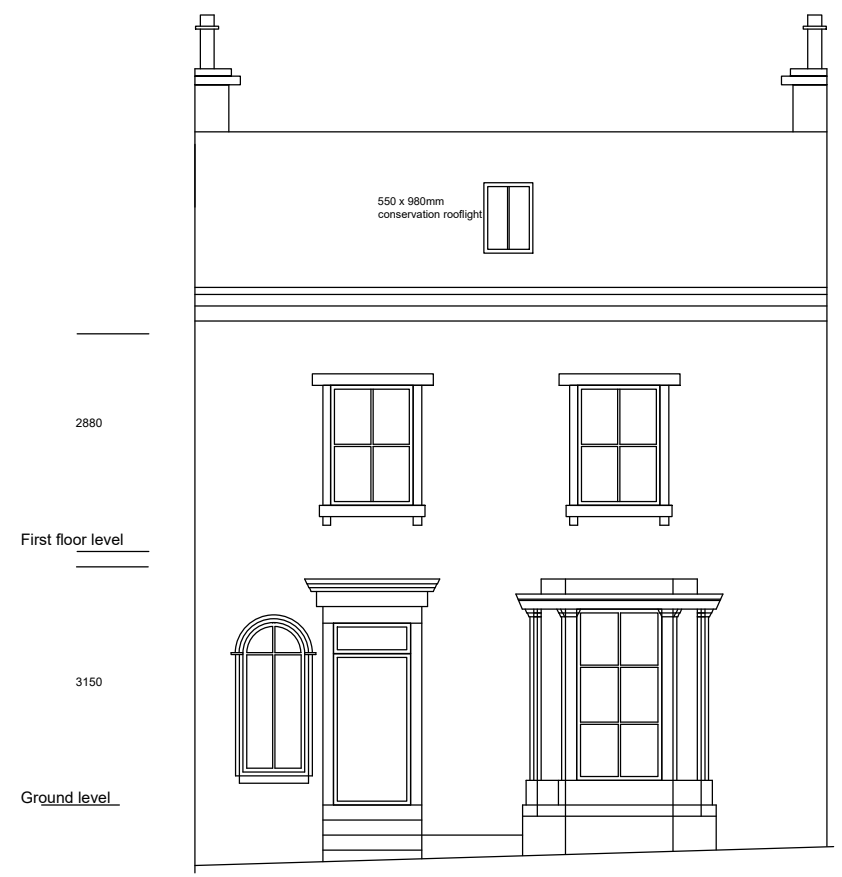 550 x 980mm
conservation rooflight
2880
First floor level
3150
Ground level